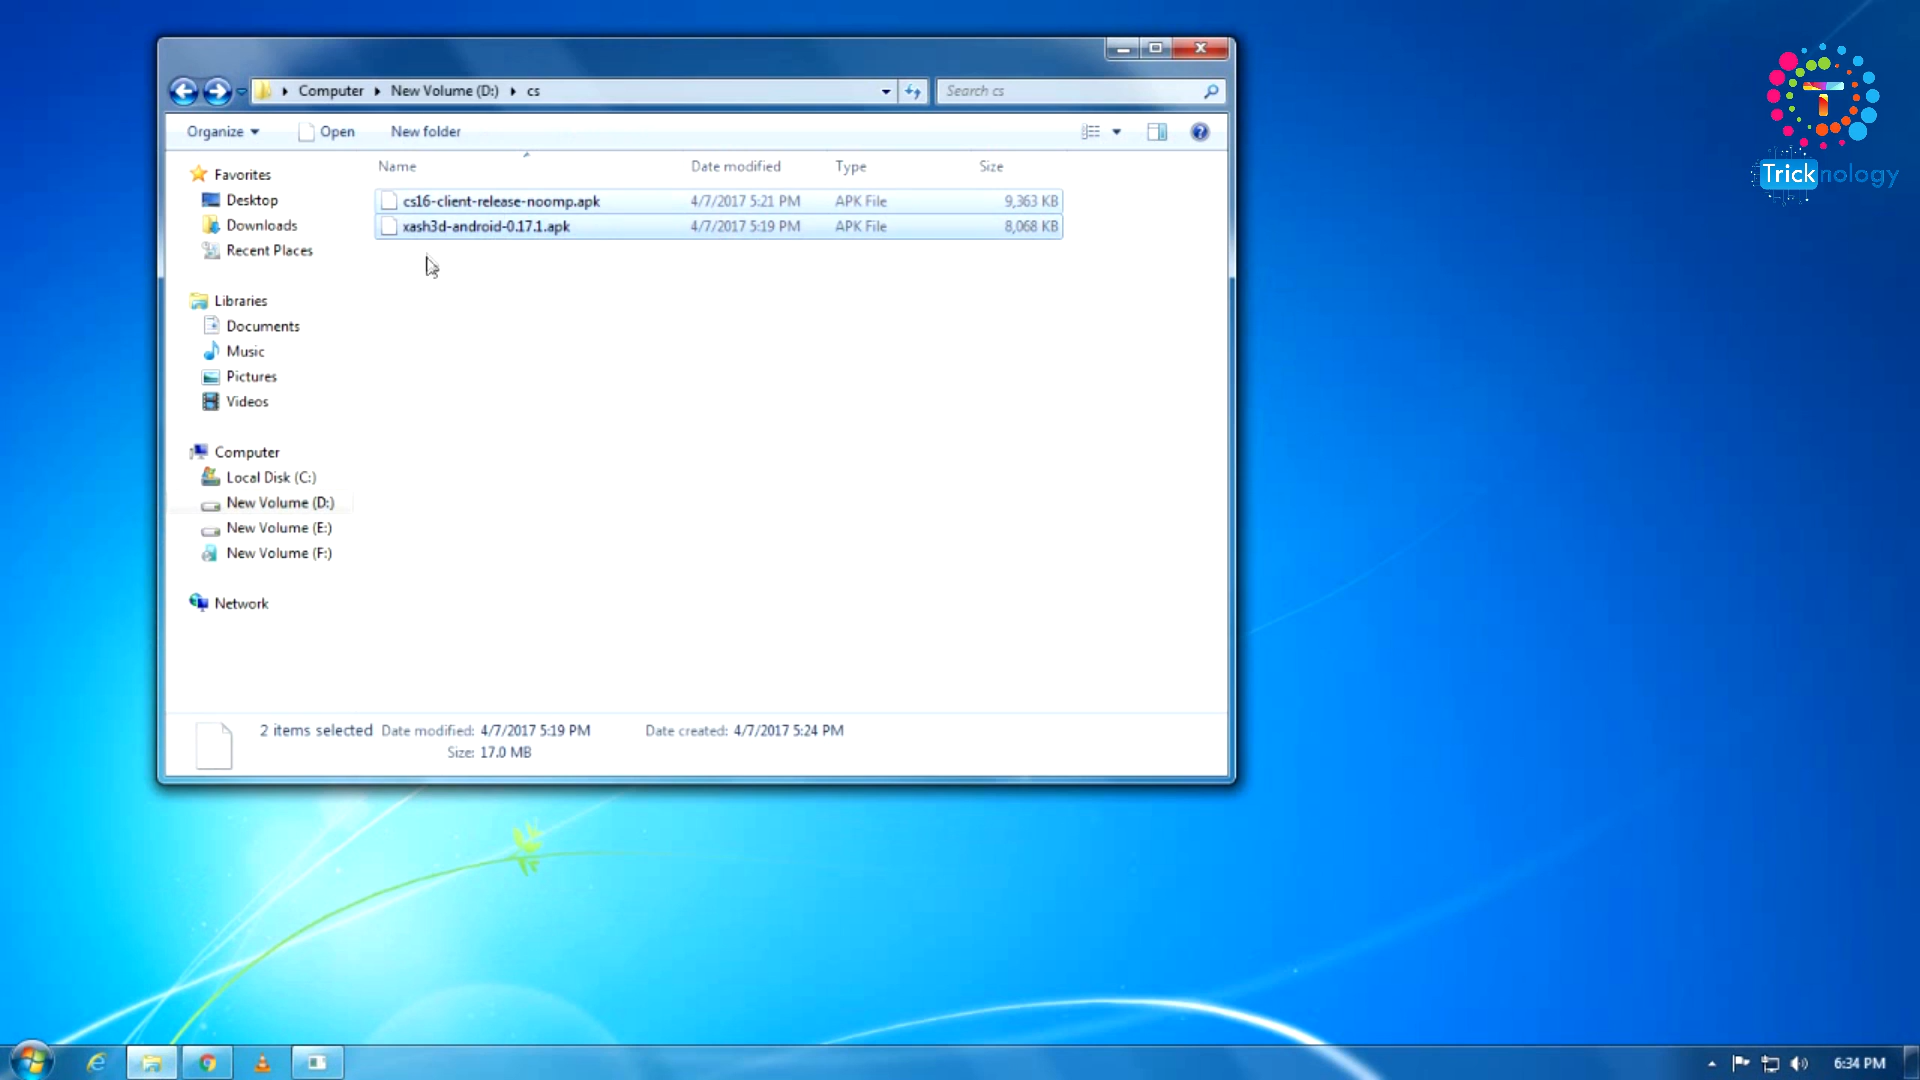 Computer New Volume (D:) cs
Search cs
Organize Open New folder
Name Date modified Type Size
cs16-client-release-noomp.apk 4/7/2017 5:21 PM APK File 9,363 KB
xash3d-android-0.17.1.apk 4/7/2017 5:19 PM APK File 8,068 KB
Favorites
Desktop
Downloads
Recent Places
Libraries
Documents
Music
Pictures
Videos
Computer
Local Disk (C:)
New Volume (D:)
New Volume (E:)
New Volume (F:)
Network
2 items selected Date modified: 4/7/2017 5:19 PM Date created: 4/7/2017 5:24 PM
Size: 17.0 MB
T
Tricknology
6:34 PM